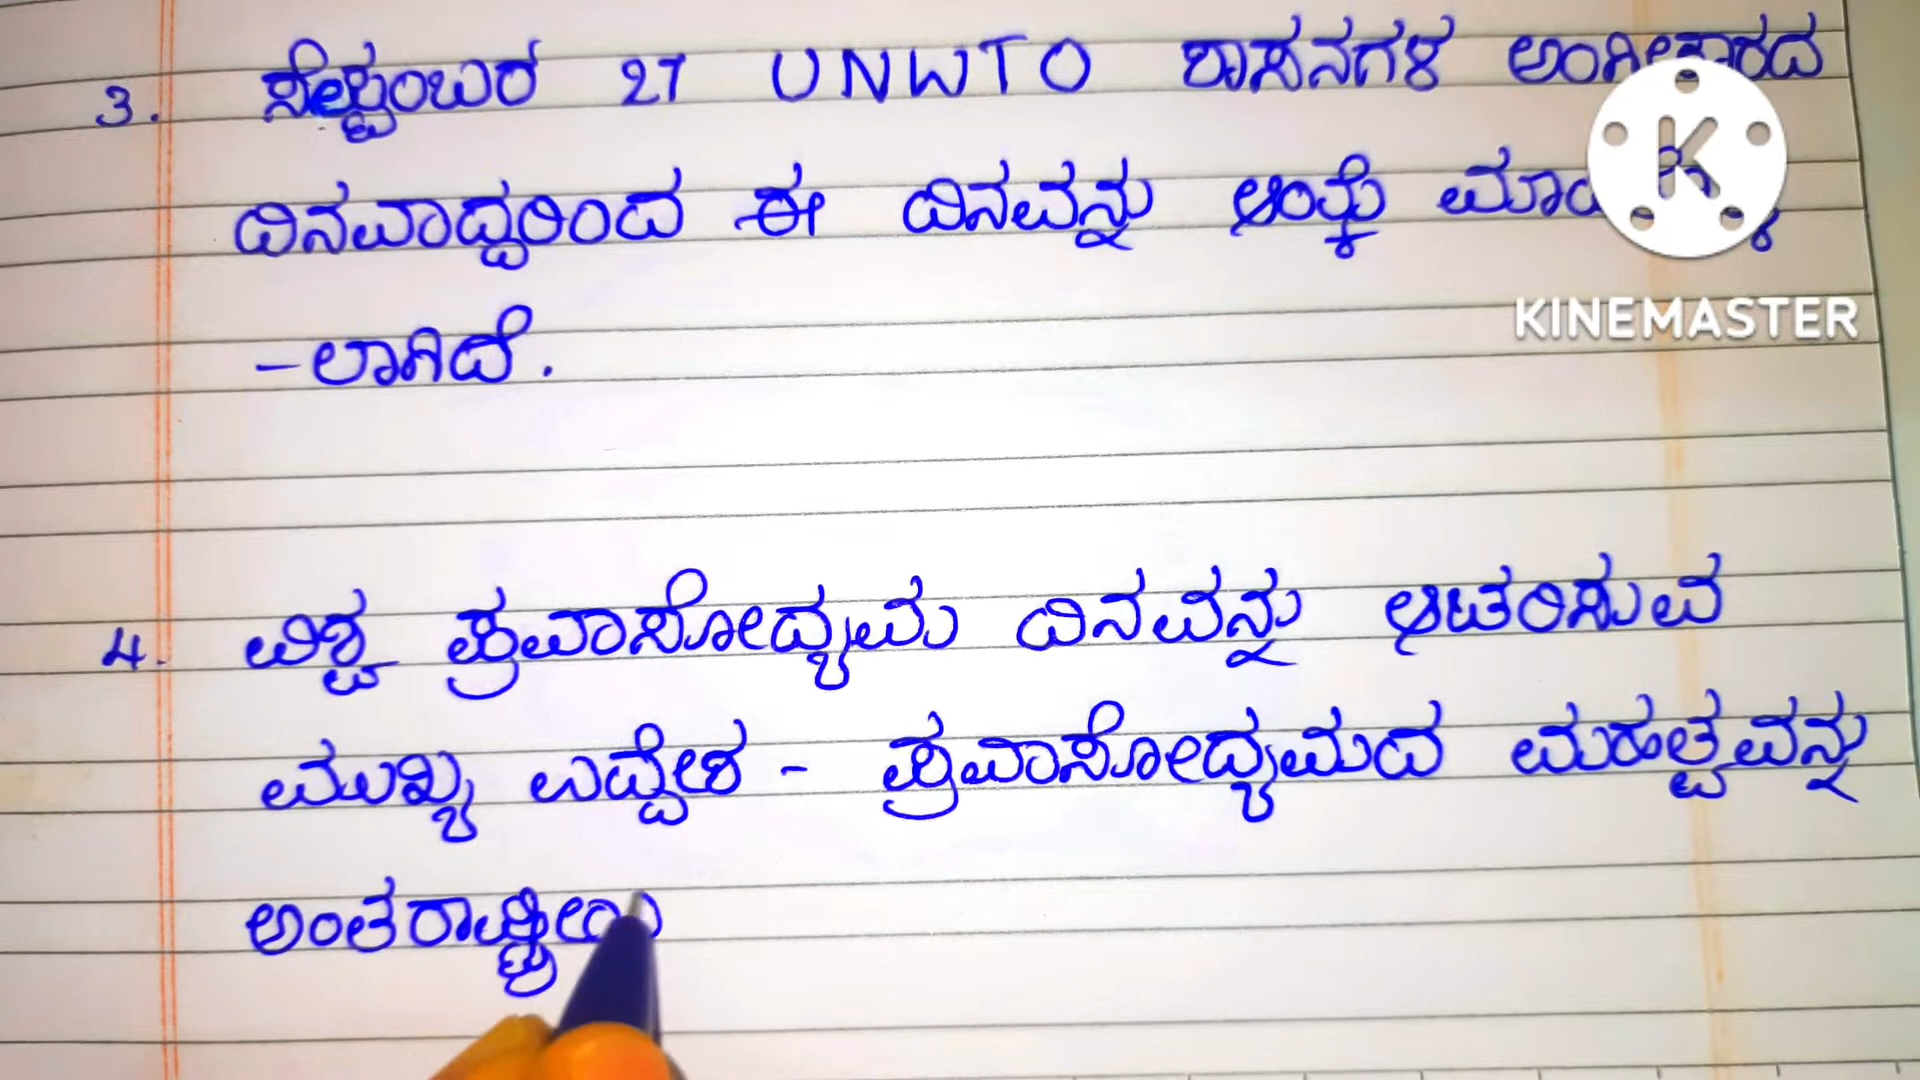 3. ಸೇಪ್ಟಂಬರ 27 UNWTO ಶಾಸನಗಳ ಅಂಗೀಕಾರದ
ದಿನವಾದ್ದರಿಂದ ಈ ದಿನವನ್ನು ಆಯ್ಕೆ
-ಲಾಗಿದೆ.
4. ವಿಶ್ವ ಪ್ರವಾಸೋದ್ಯಮ ದಿನವನ್ನು ಆಚರಿಸುವ
ಮುಖ್ಯ ಉದ್ದೇಶ - ಪ್ರವಾಸೋದ್ಯಮದ ಮಹತ್ವವನ್ನು
ಅಂತರಾಷ್ಟ್ರೀಯ
KINEMASTER